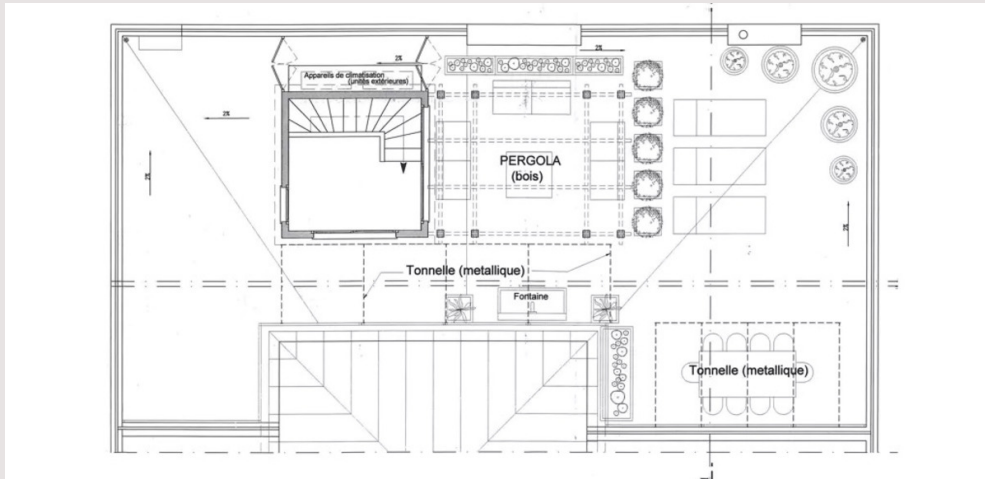 2%
Appareils de climatisation
(unités extérieures)
2%
2%
2%
PERGOLA
(bois)
2%
Tonnelle (metallique)
Fontaine
Tonnelle (metallique)